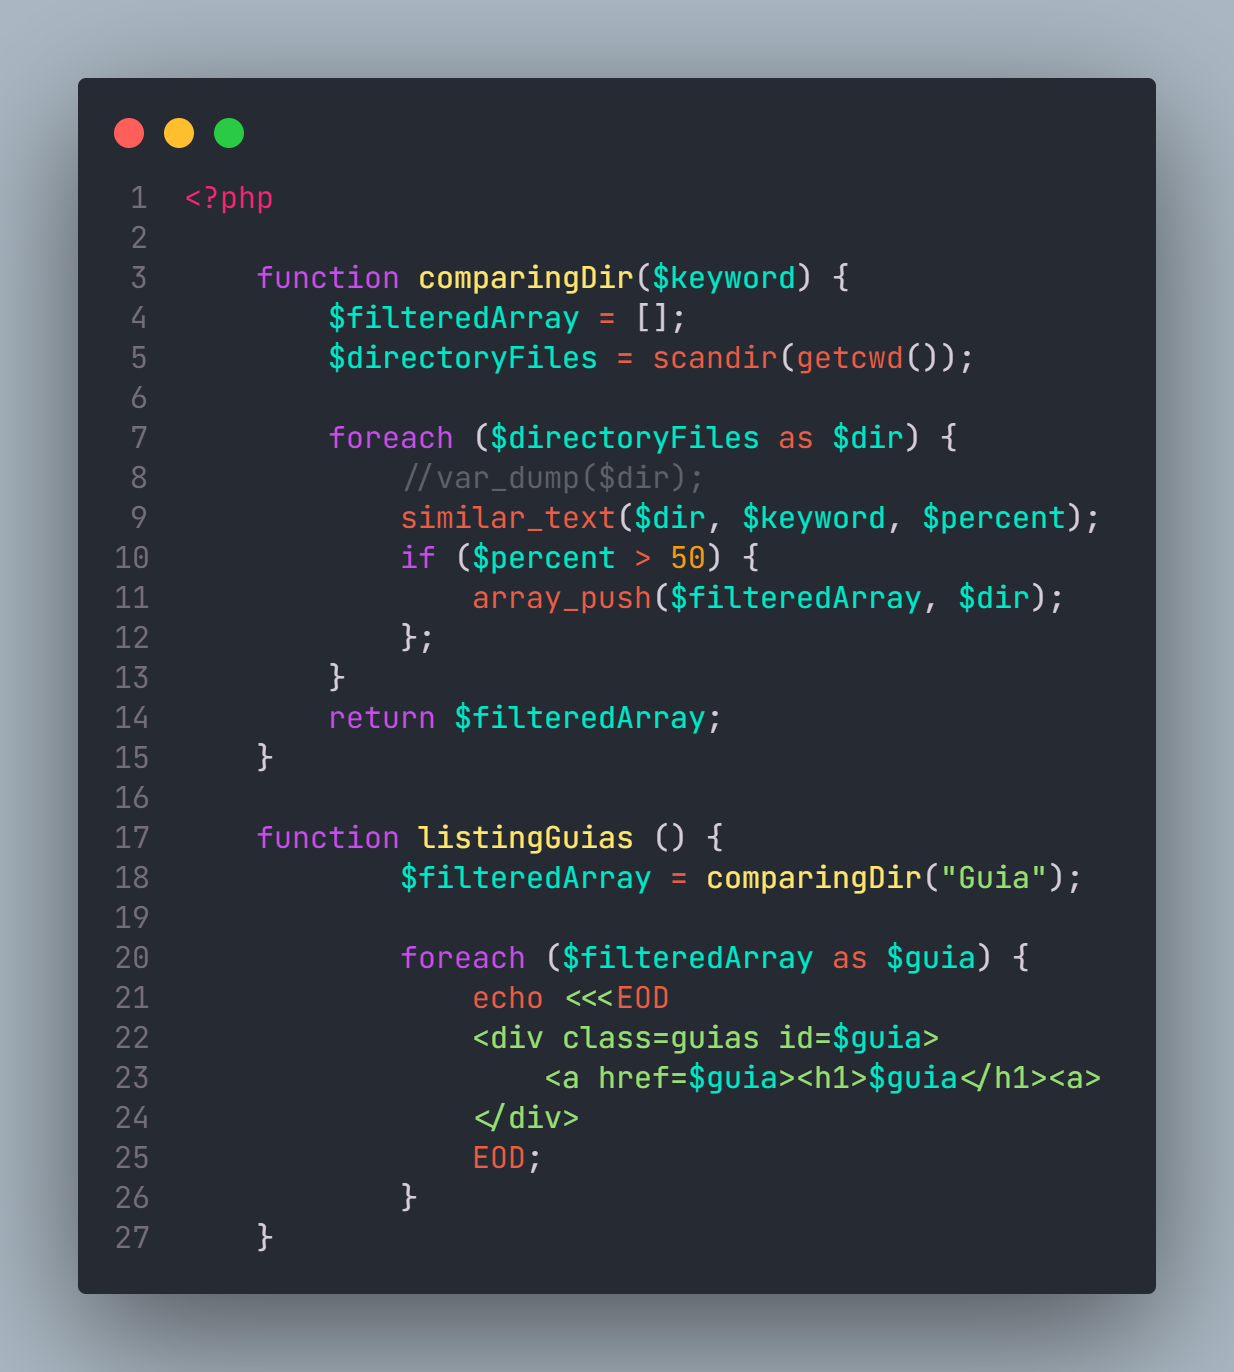 1 <?php
2
3     function comparingDir($keyword) {
4         $filteredArray = [];
5         $directoryFiles = scandir(getcwd());
6
7         foreach ($directoryFiles as $dir) {
8             //var_dump($dir);
9             similar_text($dir, $keyword, $percent);
10             if ($percent > 50) {
11                 array_push($filteredArray, $dir);
12             };
13         }
14         return $filteredArray;
15     }
16
17     function listingGuias () {
18             $filteredArray = comparingDir("Guia");
19
20             foreach ($filteredArray as $guia) {
21                 echo <<<EOD
22                 <div class=guias id=$guia>
23                     <a href=$guia><h1>$guia</h1><a>
24                 </div>
25                 EOD;
26             }
27     }